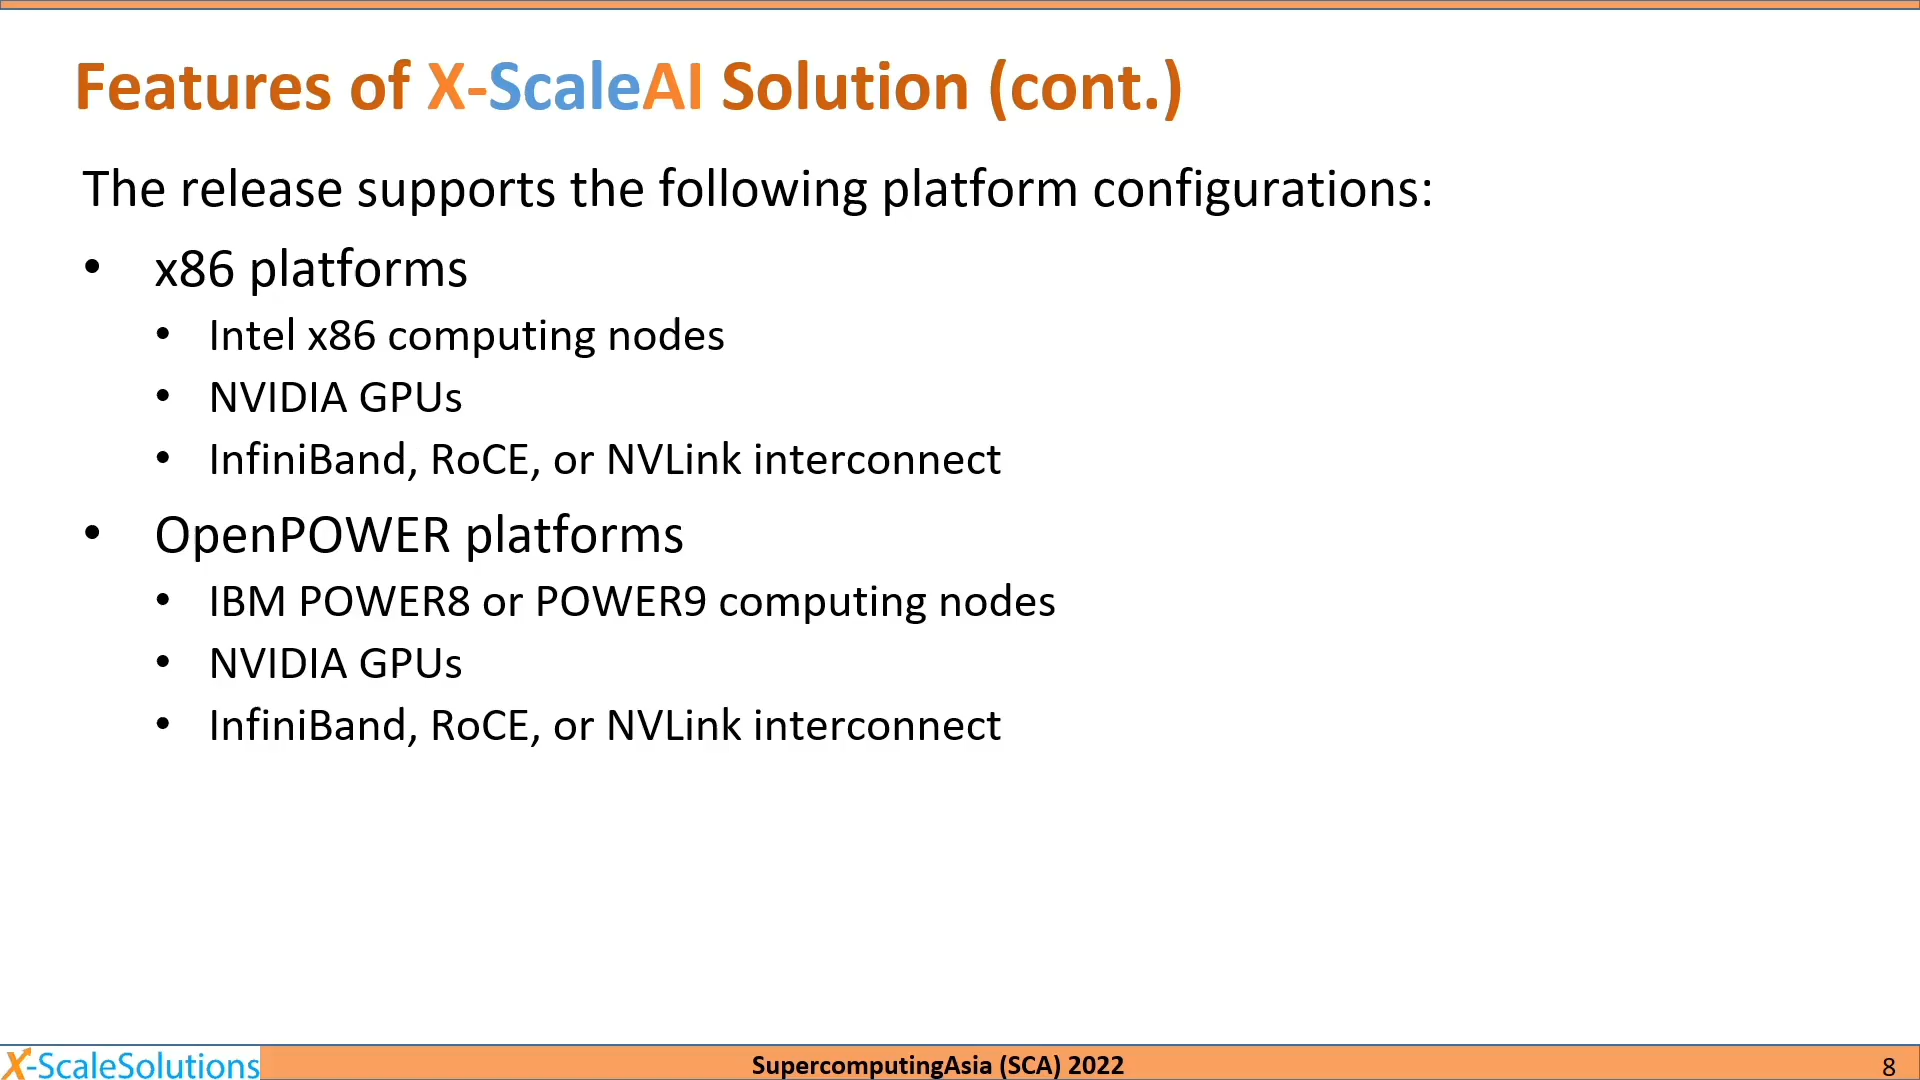 Features of X-ScaleAI Solution (cont.)
The release supports the following platform configurations:
• x86 platforms
• Intel x86 computing nodes
• NVIDIA GPUs
• InfiniBand, RoCE, or NVLink interconnect
• OpenPOWER platforms
• IBM POWER8 or POWER9 computing nodes
• NVIDIA GPUs
• InfiniBand, RoCE, or NVLink interconnect
X-ScaleSolutions
SupercomputingAsia (SCA) 2022
8